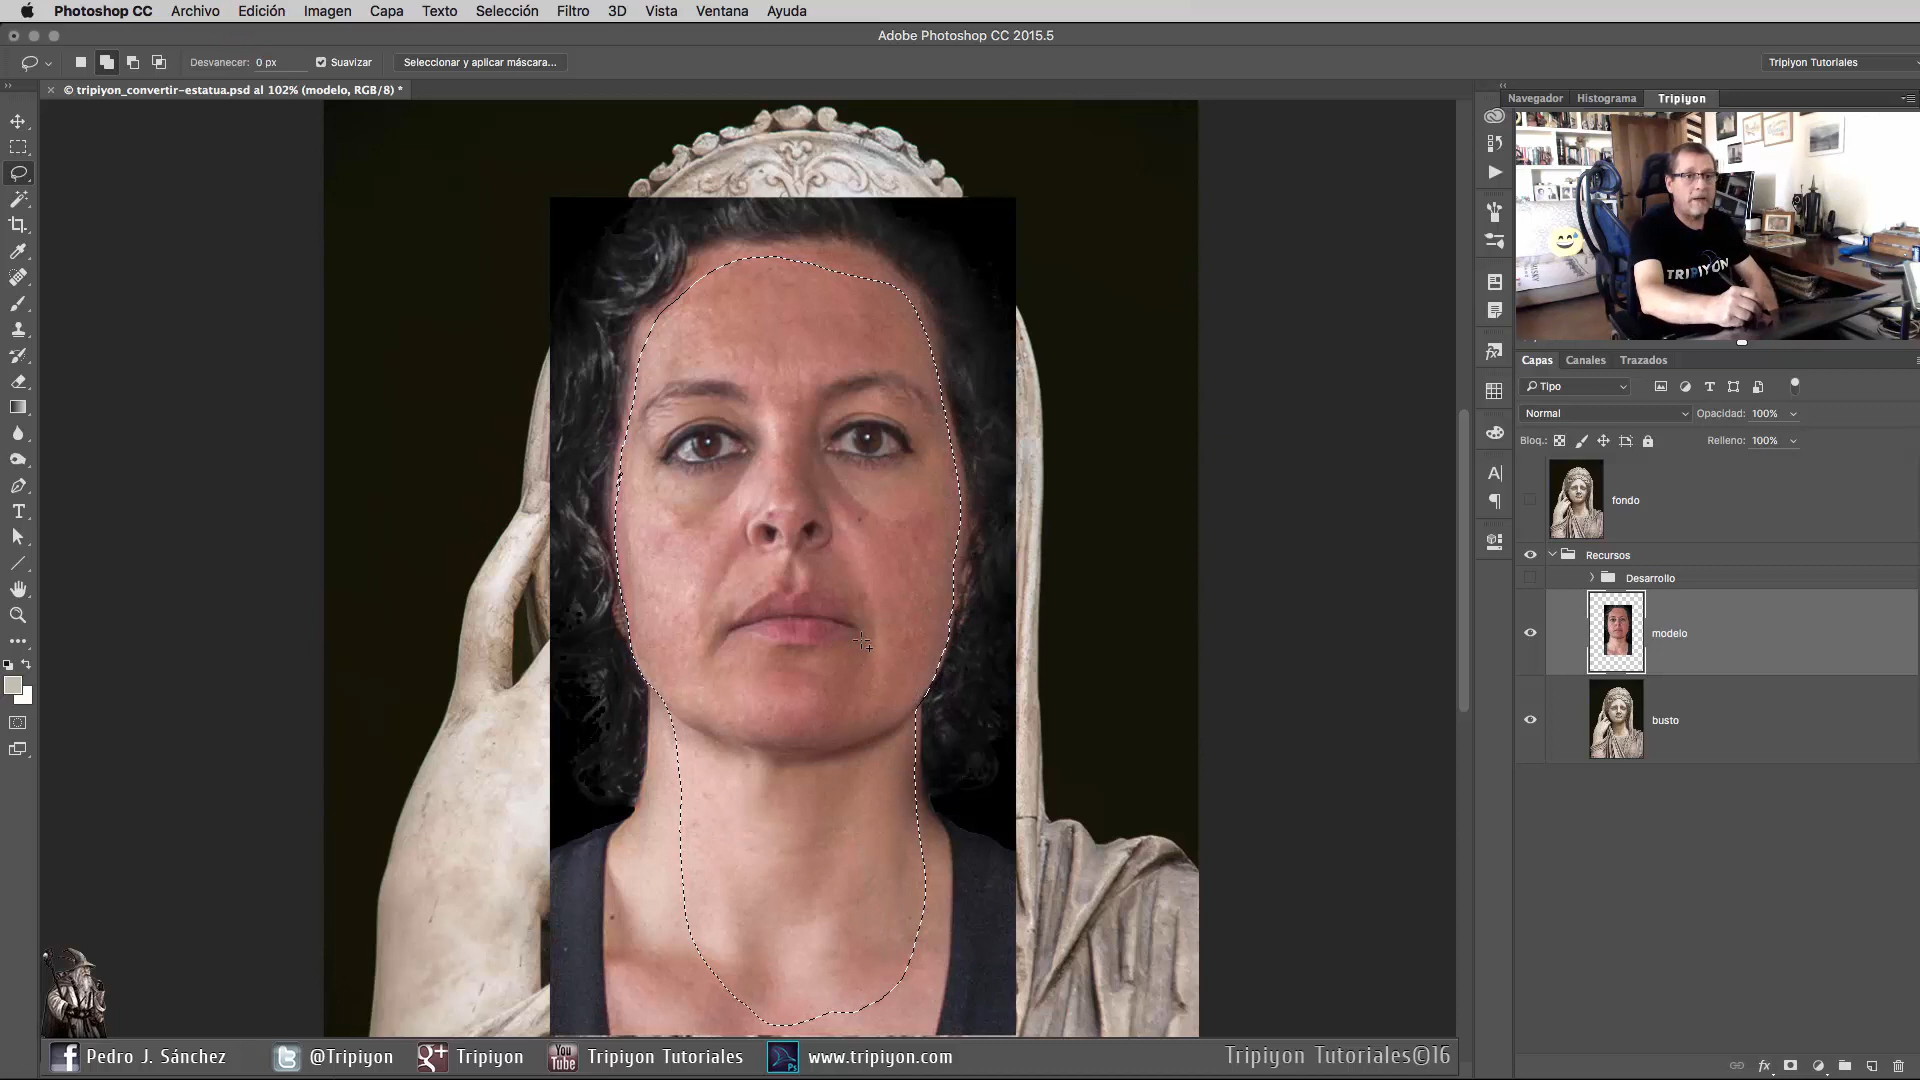 Photoshop CC Archivo Edición Imagen Capa Texto Selección Filtro 3D Vista Ventana Ayuda
Adobe Photoshop CC 2015.5
Desvanecer: 0 px Suavizar Seleccionar y aplicar máscara... Tripiyon Tutoriales
× © tripiyon_convertir-estatua.psd al 102% (modelo, RGB/8) *
Navegador Histograma Tripiyon
TRIPIYON
Capas Canales Trazados
Tipo
Normal Opacidad: 100%
Bloq.: Relleno: 100%
fondo
Recursos
Desarrollo
modelo
busto
Pedro J. Sánchez @Tripiyon Tripiyon You Tube Tripiyon Tutoriales Ps www.tripiyon.com Tripiyon Tutoriales©16